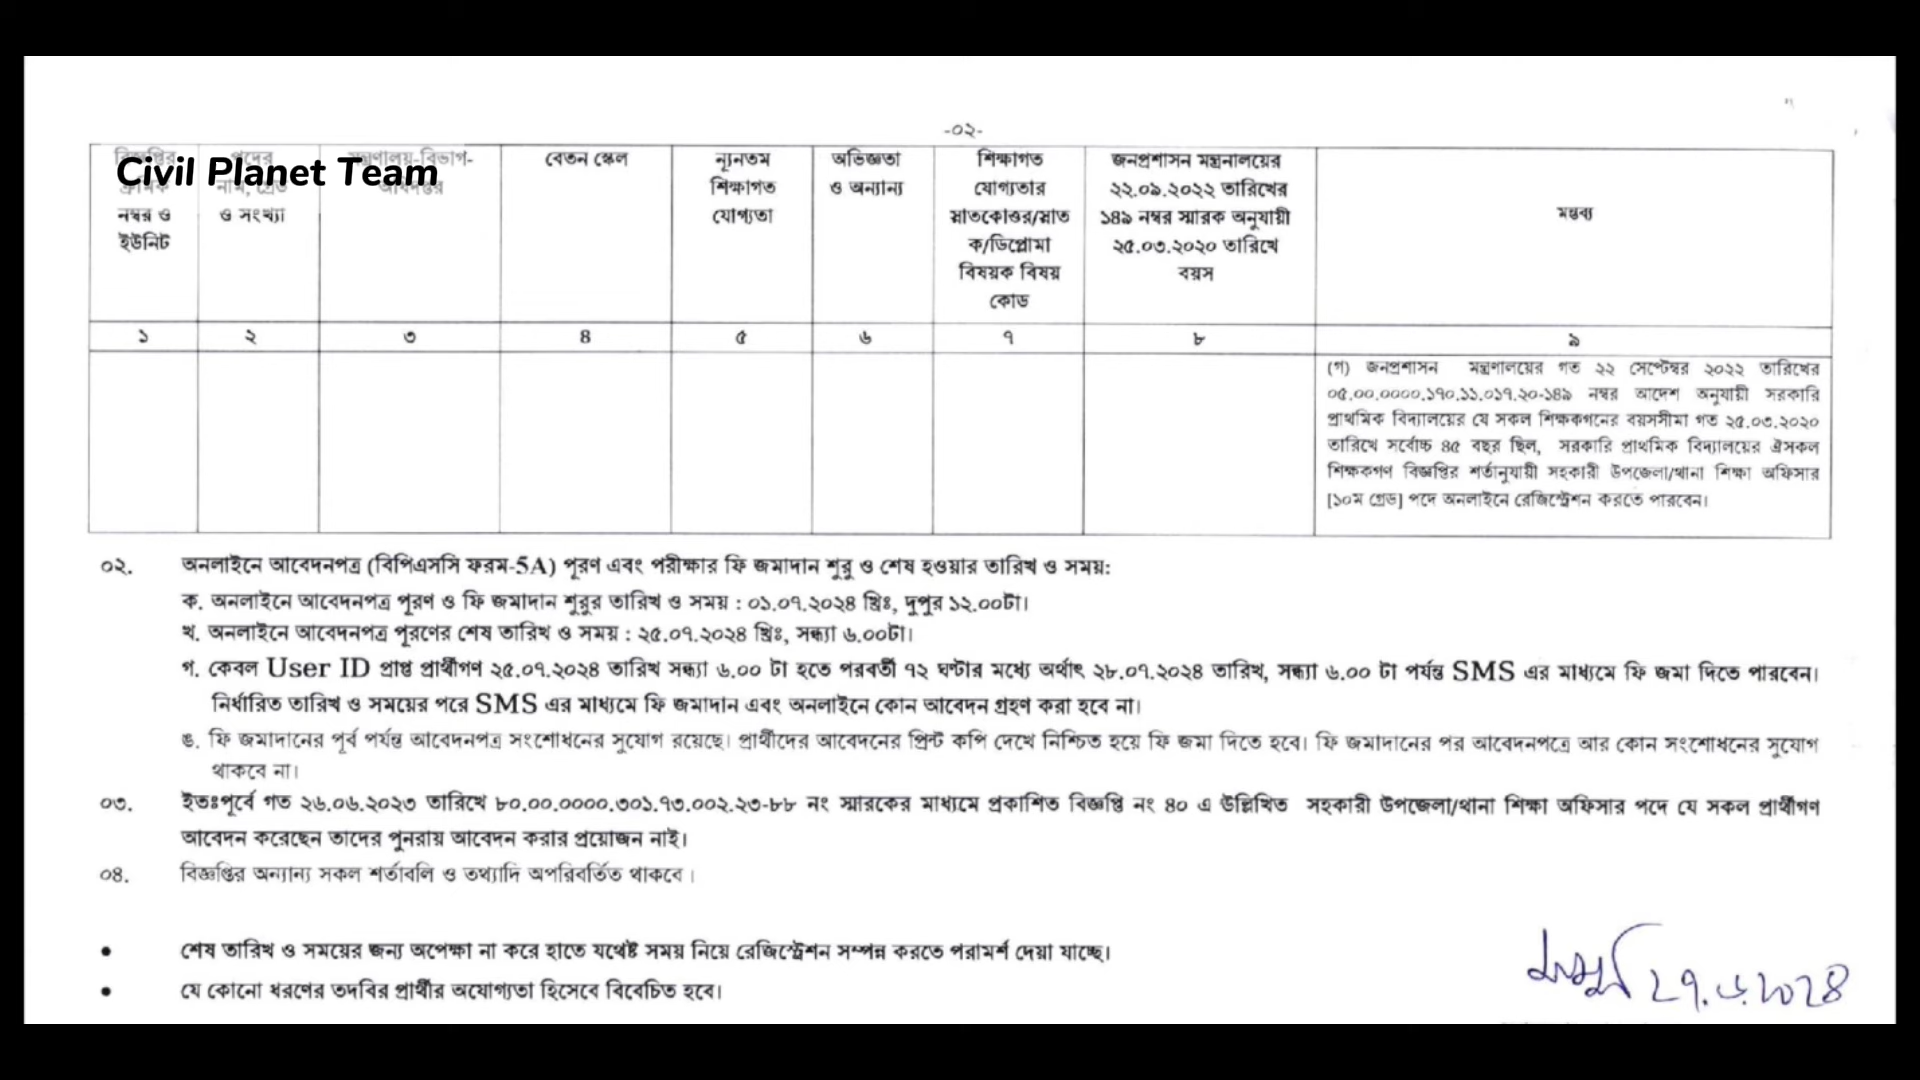 -০২-
Civil Planet Team
বিজ্ঞপ্তির
ক্রমিক
নম্বর ও
ইউনিট
পদের
নাম, গ্রেড
ও সংখ্যা
মন্ত্রণালয়-বিভাগ-
অধিদপ্তর
বেতন স্কেল
ন্যূনতম
শিক্ষাগত
যোগ্যতা
অভিজ্ঞতা
ও অন্যান্য
শিক্ষাগত
যোগ্যতার
স্নাতকোত্তর/স্নাত
ক/ডিপ্লোমা
বিষয়ক বিষয়
কোড
জনপ্রশাসন মন্ত্রনালয়ের
২২.০৯.২০২২ তারিখের
১৪৯ নম্বর স্মারক অনুযায়ী
২৫.০৩.২০২০ তারিখে
বয়স
মন্তব্য
১ ২ ৩ ৪ ৫ ৬ ৭ ৮ ৯
(গ) জনপ্রশাসন মন্ত্রণালয়ের গত ২২ সেপ্টেম্বর ২০২২ তারিখের
০৫.০০.০০০০.১৭০.১১.০১৭.২০-১৪৯ নম্বর আদেশ অনুযায়ী সরকারি
প্রাথমিক বিদ্যালয়ের যে সকল শিক্ষকগনের বয়সসীমা গত ২৫.০৩.২০২০
তারিখে সর্বোচ্চ ৪৫ বছর ছিল, সরকারি প্রাথমিক বিদ্যালয়ের ঐসকল
শিক্ষকগণ বিজ্ঞপ্তির শর্তানুযায়ী সহকারী উপজেলা/থানা শিক্ষা অফিসার
[১০ম গ্রেড] পদে অনলাইনে রেজিস্ট্রেশন করতে পারবেন।
০২. অনলাইনে আবেদনপত্র (বিপিএসসি ফরম-5A) পূরণ এবং পরীক্ষার ফি জমাদান শুরু ও শেষ হওয়ার তারিখ ও সময়:
ক. অনলাইনে আবেদনপত্র পূরণ ও ফি জমাদান শুরুর তারিখ ও সময় : ০১.০৭.২০২৪ খ্রিঃ, দুপুর ১২.০০টা।
খ. অনলাইনে আবেদনপত্র পূরণের শেষ তারিখ ও সময় : ২৫.০৭.২০২৪ খ্রিঃ, সন্ধ্যা ৬.০০টা।
গ. কেবল User ID প্রাপ্ত প্রার্থীগণ ২৫.০৭.২০২৪ তারিখ সন্ধ্যা ৬.০০ টা হতে পরবর্তী ৭২ ঘণ্টার মধ্যে অর্থাৎ ২৮.০৭.২০২৪ তারিখ, সন্ধ্যা ৬.০০ টা পর্যন্ত SMS এর মাধ্যমে ফি জমা দিতে পারবেন।
নির্ধারিত তারিখ ও সময়ের পরে SMS এর মাধ্যমে ফি জমাদান এবং অনলাইনে কোন আবেদন গ্রহণ করা হবে না।
ঙ. ফি জমাদানের পূর্ব পর্যন্ত আবেদনপত্র সংশোধনের সুযোগ রয়েছে। প্রার্থীদের আবেদনের প্রিন্ট কপি দেখে নিশ্চিত হয়ে ফি জমা দিতে হবে। ফি জমাদানের পর আবেদনপত্রে আর কোন সংশোধনের সুযোগ
থাকবে না।
০৩. ইতঃপূর্বে গত ২৬.০৬.২০২৩ তারিখে ৮০.০০.০০০০.৩০১.৭৩.০০২.২৩-৮৮ নং স্মারকের মাধ্যমে প্রকাশিত বিজ্ঞপ্তি নং ৪০ এ উল্লিখিত সহকারী উপজেলা/থানা শিক্ষা অফিসার পদে যে সকল প্রার্থীগণ
আবেদন করেছেন তাদের পুনরায় আবেদন করার প্রয়োজন নাই।
০৪. বিজ্ঞপ্তির অন্যান্য সকল শর্তাবলি ও তথ্যাদি অপরিবর্তিত থাকবে।
• শেষ তারিখ ও সময়ের জন্য অপেক্ষা না করে হাতে যথেষ্ট সময় নিয়ে রেজিস্ট্রেশন সম্পন্ন করতে পরামর্শ দেয়া যাচ্ছে।
• যে কোনো ধরণের তদবির প্রার্থীর অযোগ্যতা হিসেবে বিবেচিত হবে।
২৭.৬.২০২৪